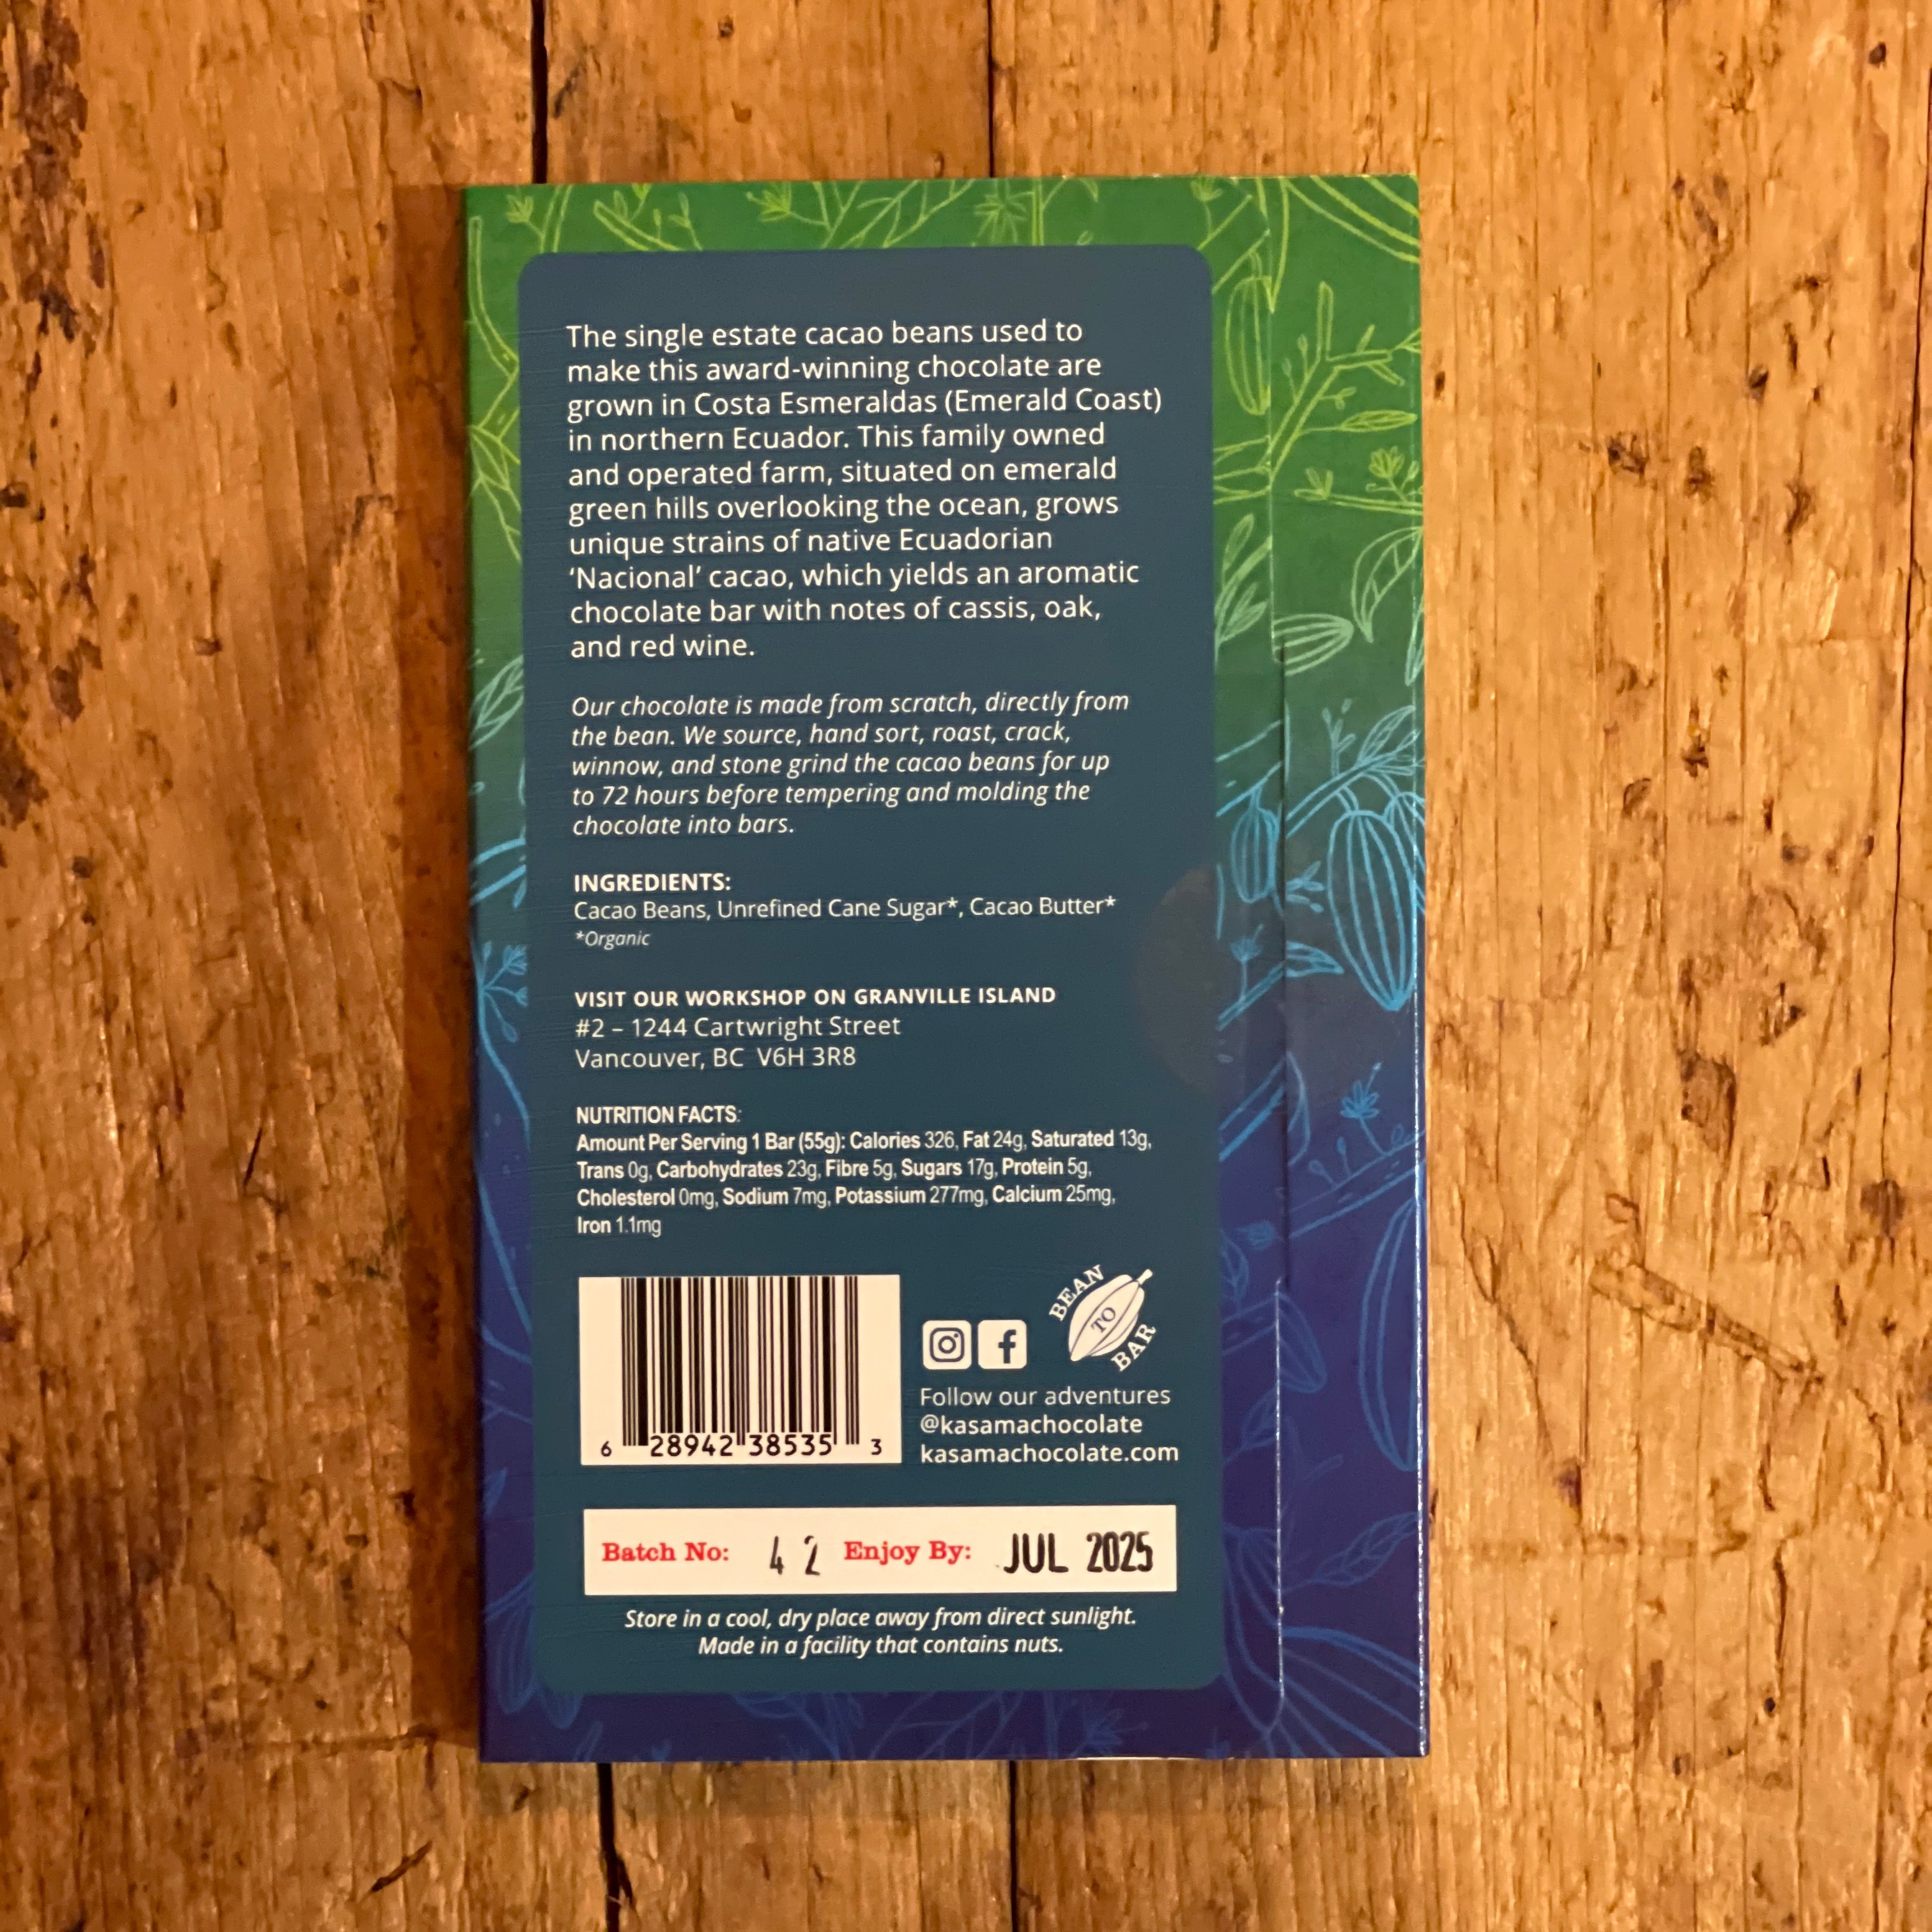 The single estate cacao beans used to
make this award-winning chocolate are
grown in Costa Esmeraldas (Emerald Coast)
in northern Ecuador. This family owned
and operated farm, situated on emerald
green hills overlooking the ocean, grows
unique strains of native Ecuadorian
‘Nacional’ cacao, which yields an aromatic
chocolate bar with notes of cassis, oak,
and red wine.
Our chocolate is made from scratch, directly from
the bean. We source, hand sort, roast, crack,
winnow, and stone grind the cacao beans for up
to 72 hours before tempering and molding the
chocolate into bars.
INGREDIENTS:
Cacao Beans, Unrefined Cane Sugar*, Cacao Butter*
*Organic
VISIT OUR WORKSHOP ON GRANVILLE ISLAND
#2 – 1244 Cartwright Street
Vancouver, BC V6H 3R8
NUTRITION FACTS:
Amount Per Serving 1 Bar (55g): Calories 326, Fat 24g, Saturated 13g,
Trans 0g, Carbohydrates 23g, Fibre 5g, Sugars 17g, Protein 5g,
Cholesterol 0mg, Sodium 7mg, Potassium 277mg, Calcium 25mg,
Iron 1.1mg
6 28942 38535 3
BEAN
TO
BAR
Follow our adventures
@kasamachocolate
kasamachocolate.com
Batch No: 42 Enjoy By: JUL 2025
Store in a cool, dry place away from direct sunlight.
Made in a facility that contains nuts.